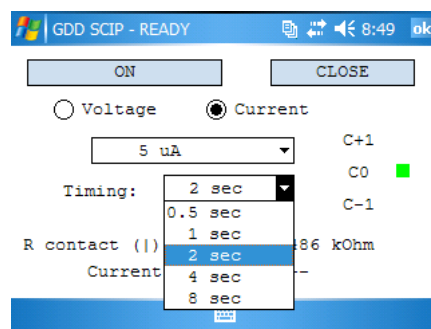 GDD SCIP - READY 8:49 ok
ON CLOSE
Voltage Current
5 uA C+1
C0
Timing: 2 sec
C-1
0.5 sec
1 sec
2 sec
4 sec
8 sec
R contact (|) 86 kOhm
Current --